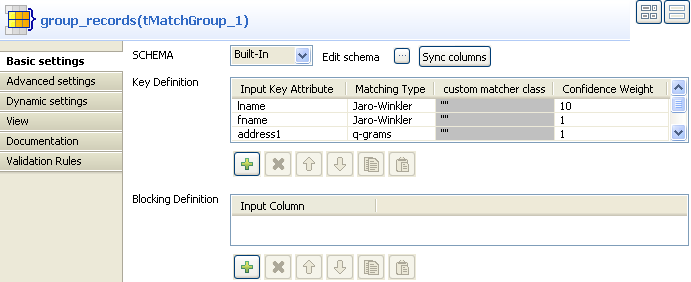 group_records(tMatchGroup_1)
Basic settings
Advanced settings
Dynamic settings
View
Documentation
Validation Rules
SCHEMA Built-In Edit schema ... Sync columns
Key Definition
Input Key Attribute Matching Type custom matcher class Confidence Weight
lname Jaro-Winkler "" 10
fname Jaro-Winkler "" 1
address1 q-grams "" 1
Blocking Definition
Input Column